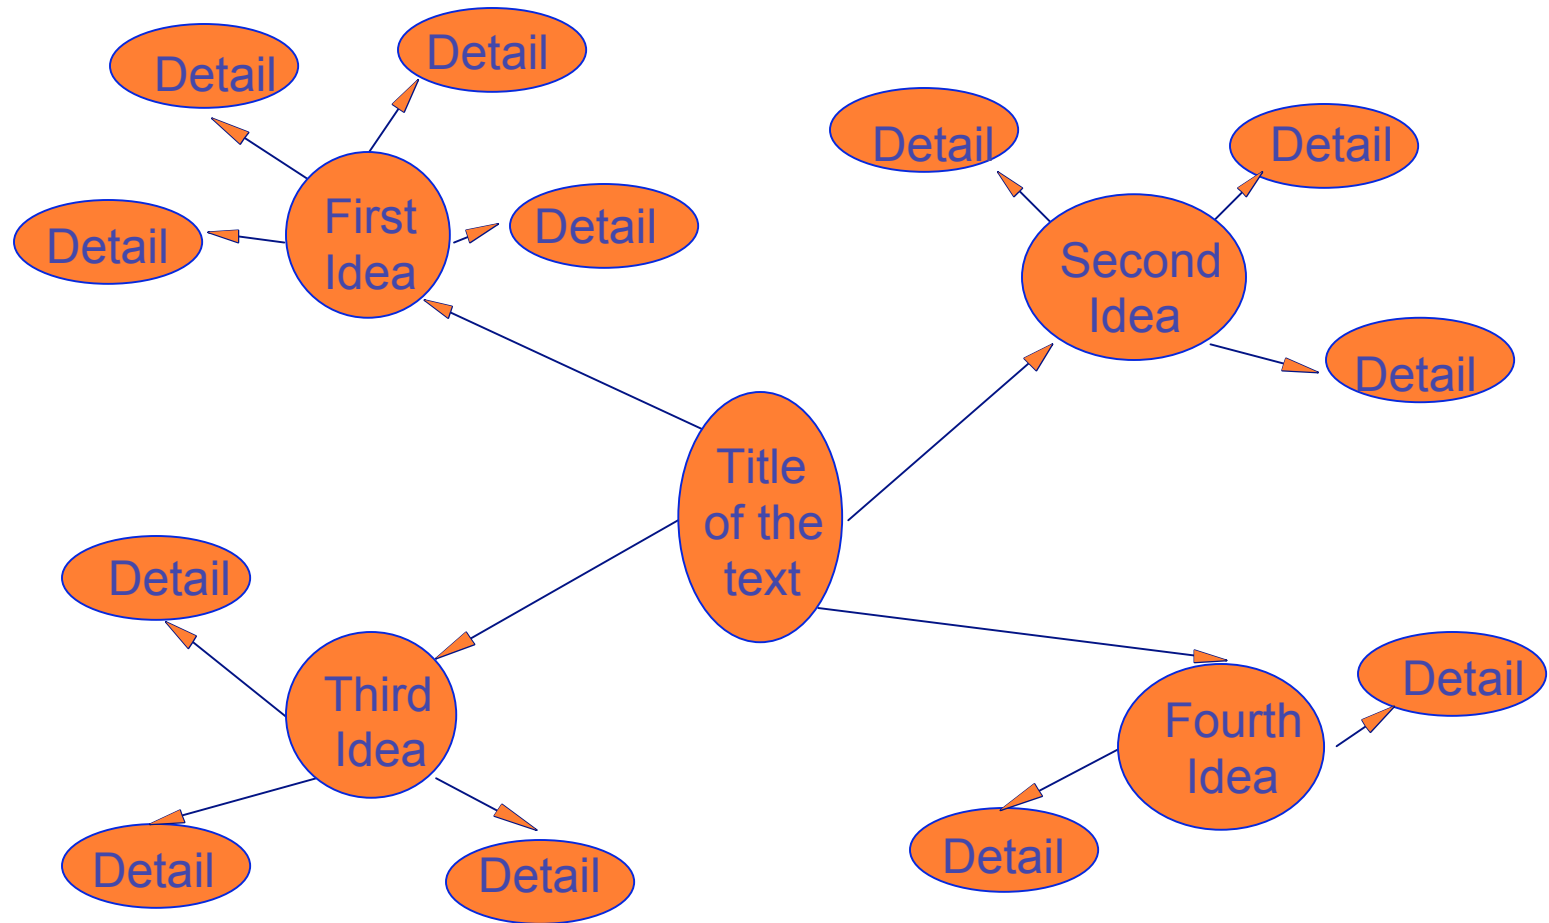 Detail
Detail
Detail
Detail
First
Idea
Detail
Detail
Second
Idea
Detail
Title
of the
text
Detail
Third
Idea
Detail
Detail
Fourth
Idea
Detail
Detail